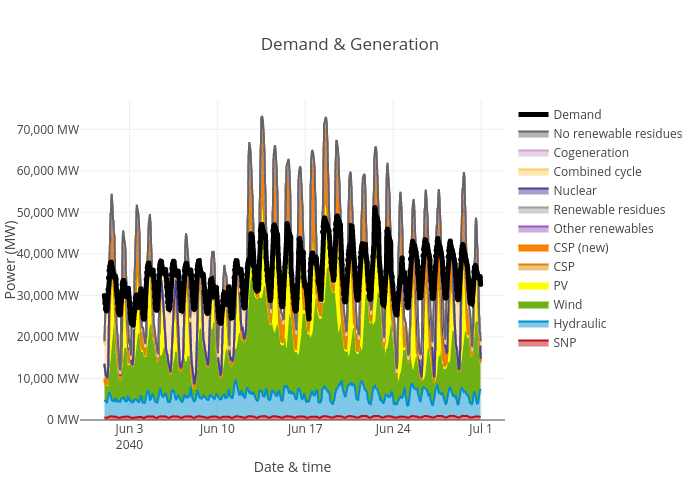 Demand & Generation
70,000 MW
60,000 MW
50,000 MW
40,000 MW
30,000 MW
20,000 MW
10,000 MW
0 MW
Power (MW)
Jun 3
2040
Jun 10
Jun 17
Jun 24
Jul 1
Date & time
Demand
No renewable residues
Cogeneration
Combined cycle
Nuclear
Renewable residues
Other renewables
CSP (new)
CSP
PV
Wind
Hydraulic
SNP